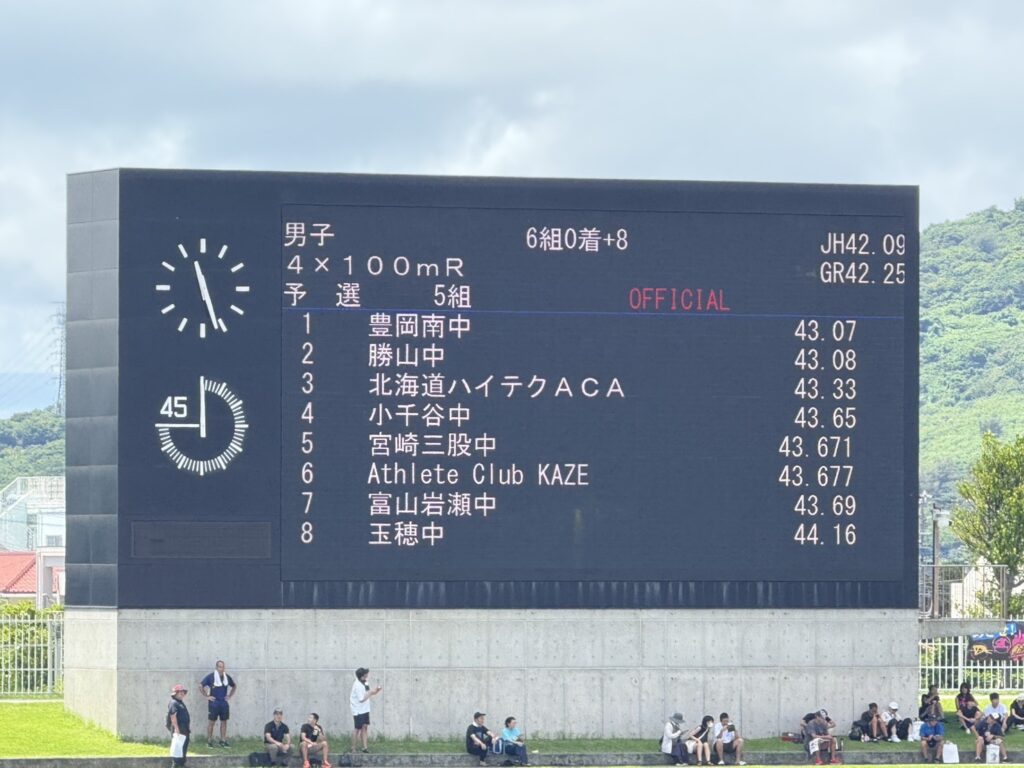 男子 6組0着+8 JH42.09
４×１００ｍＲ GR42.25
予 選 5組 OFFICIAL
1 豊岡南中 43.07
2 勝山中 43.08
3 北海道ハイテクＡＣＡ 43.33
4 小千谷中 43.65
5 宮崎三股中 43.671
6 Athlete Club KAZE 43.677
7 富山岩瀬中 43.69
8 玉穂中 44.16
45